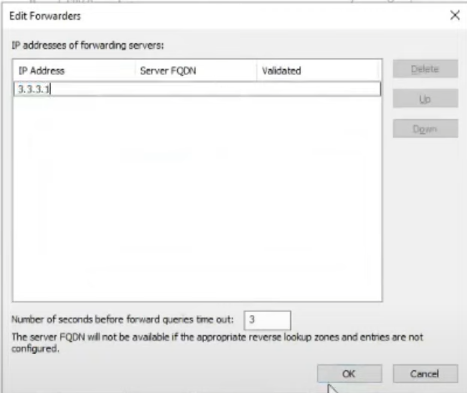 Edit Forwarders
IP addresses of forwarding servers:
IP Address Server FQDN Validated
3.3.3.1
Delete
Up
Down
Number of seconds before forward queries time out: 3
The server FQDN will not be available if the appropriate reverse lookup zones and entries are not
configured.
OK Cancel